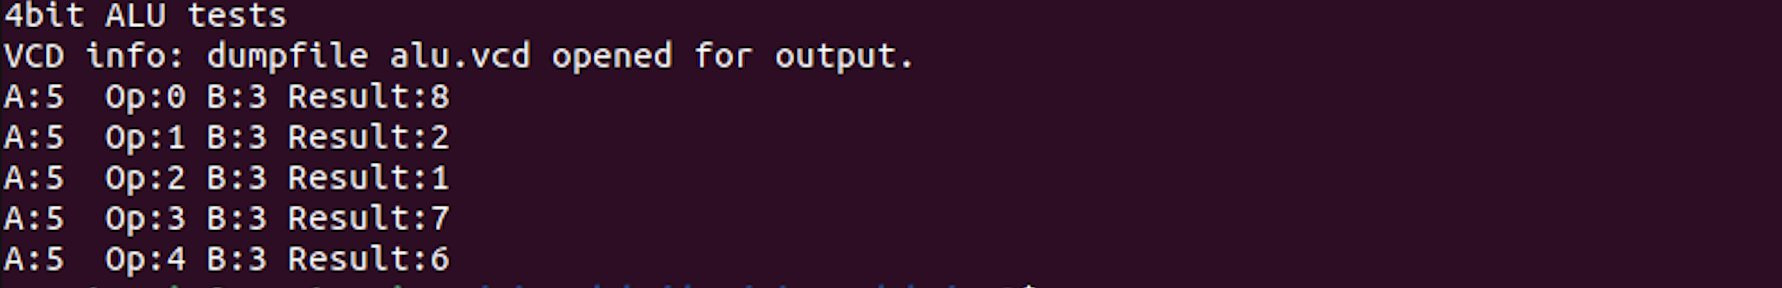 4bit ALU tests
VCD info: dumpfile alu.vcd opened for output.
A:5  Op:0 B:3 Result:8
A:5  Op:1 B:3 Result:2
A:5  Op:2 B:3 Result:1
A:5  Op:3 B:3 Result:7
A:5  Op:4 B:3 Result:6